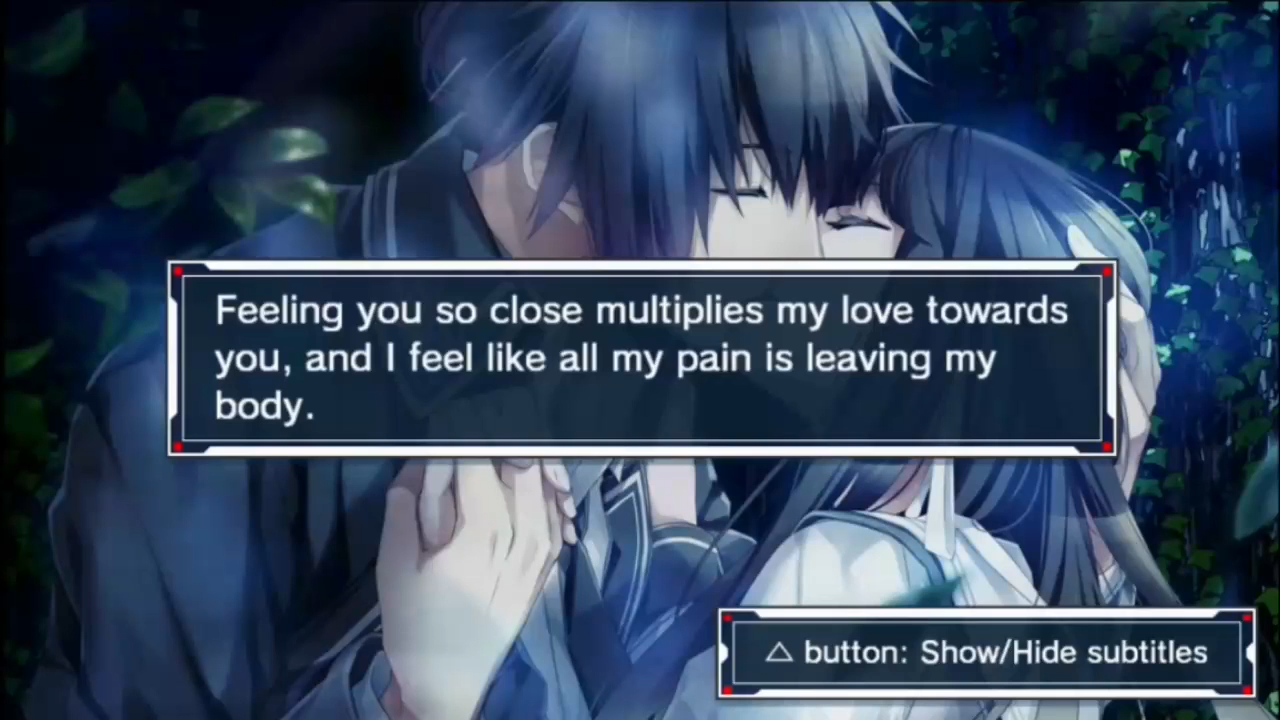 Feeling you so close multiplies my love towards
you, and I feel like all my pain is leaving my
body.
△ button: Show/Hide subtitles